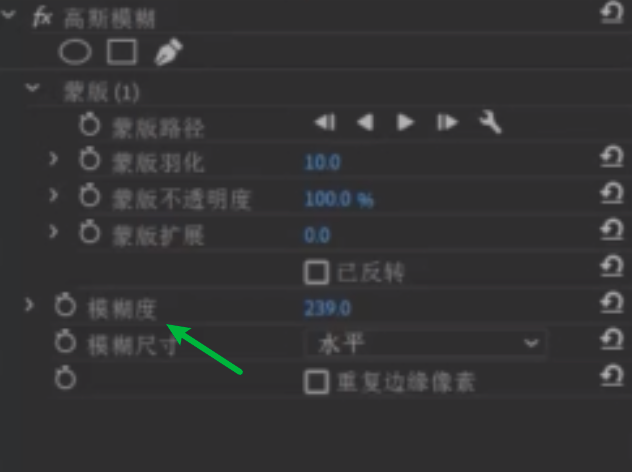 fx 高斯模糊
蒙版 (1)
蒙版路径
蒙版羽化 10.0
蒙版不透明度 100.0 %
蒙版扩展 0.0
已反转
模糊度 239.0
模糊尺寸 水平
重复边缘像素